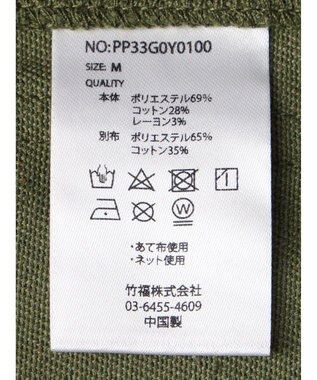 NO:PP33G0Y0100
SIZE: M
QUALITY
本体 ポリエステル69%
コットン28%
レーヨン3%
別布 ポリエステル65%
コットン35%
W
・あて布使用
・ネット使用
竹福株式会社
03-6455-4609
中国製